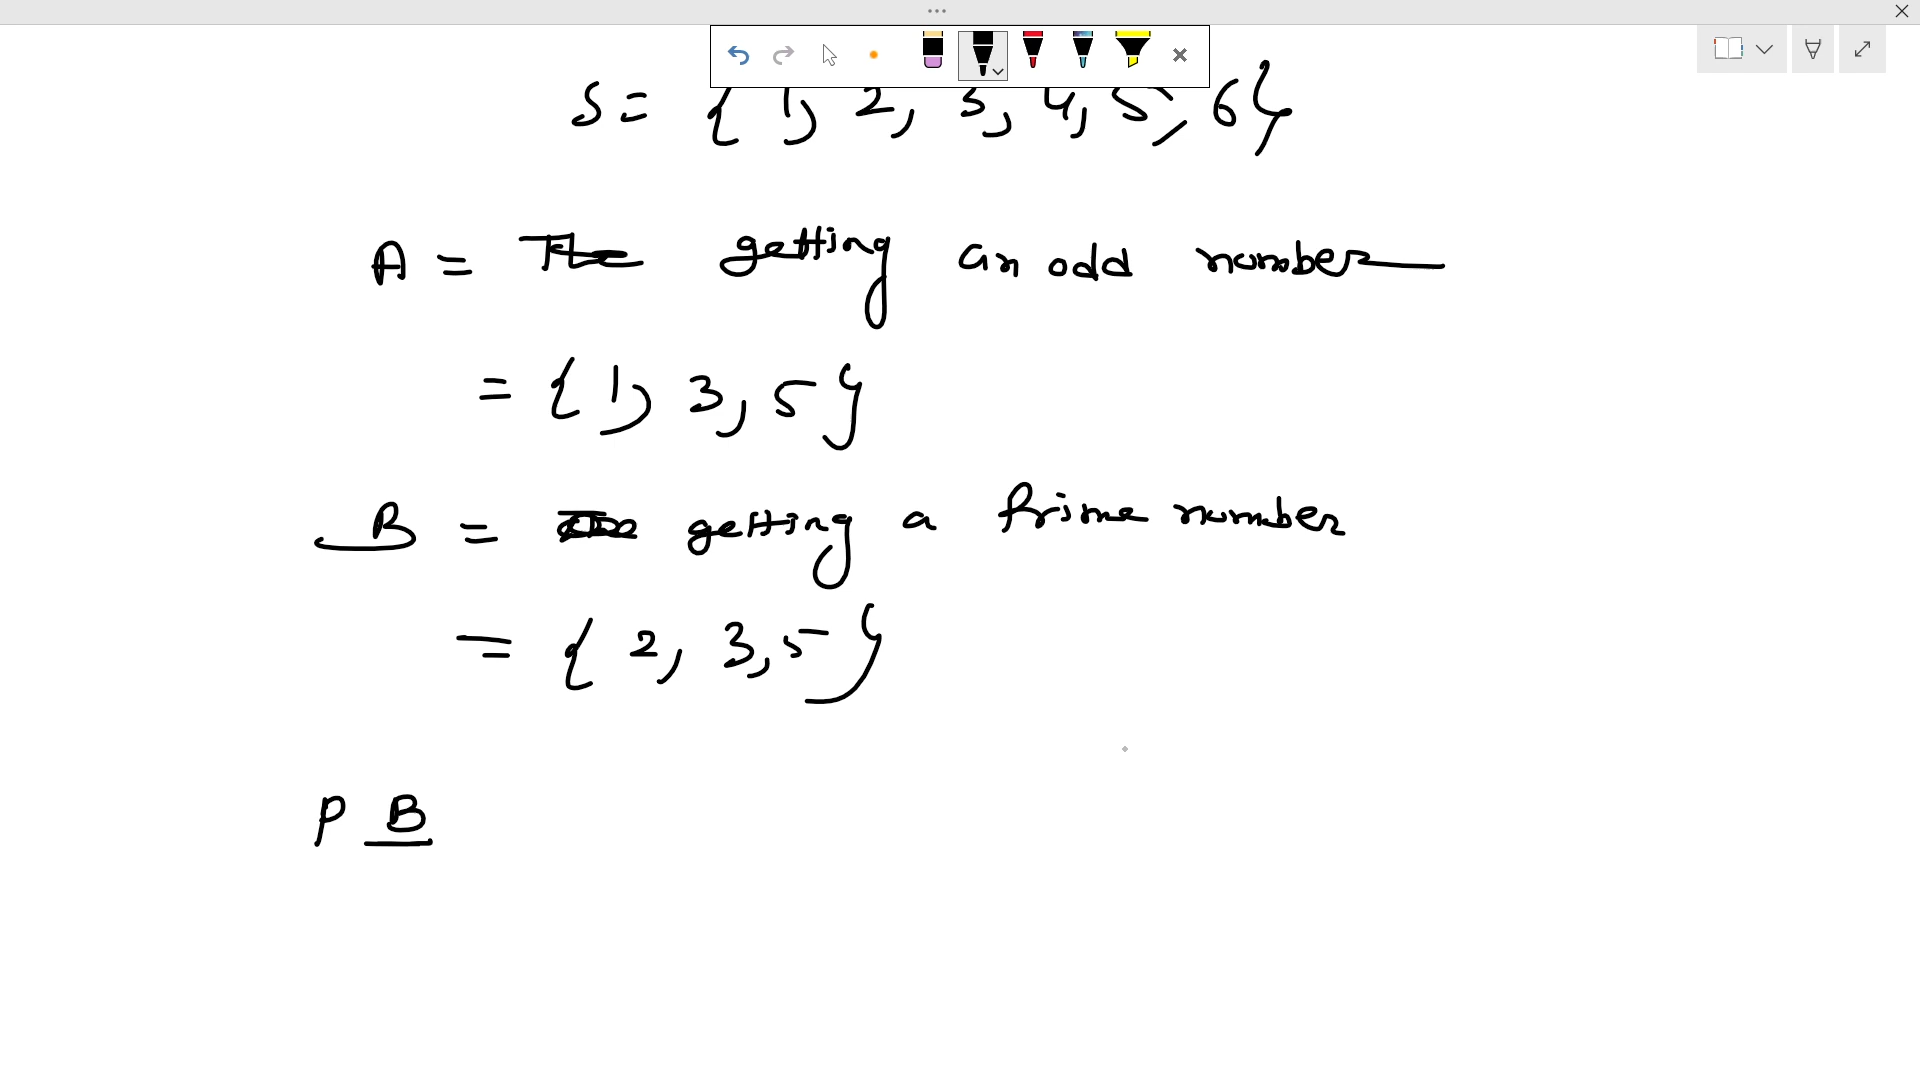 S = { 1, 2, 3, 4, 5, 6}
A = The getting an odd number
= { 1, 3, 5 }
B = getting a Prime number
= { 2, 3, 5 }
P B